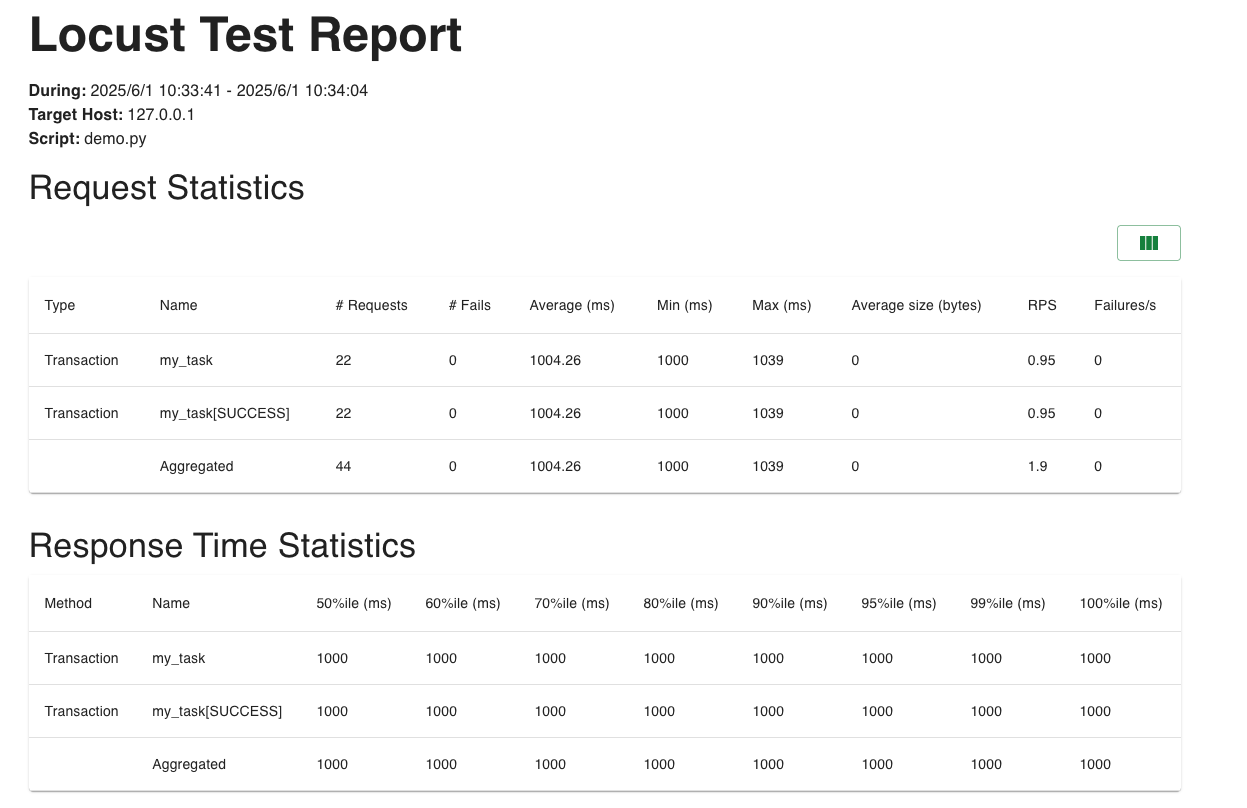 Locust Test Report
During: 2025/6/1 10:33:41 - 2025/6/1 10:34:04
Target Host: 127.0.0.1
Script: demo.py
Request Statistics
Type Name # Requests # Fails Average (ms) Min (ms) Max (ms) Average size (bytes) RPS Failures/s
Transaction my_task 22 0 1004.26 1000 1039 0 0.95 0
Transaction my_task[SUCCESS] 22 0 1004.26 1000 1039 0 0.95 0
Aggregated 44 0 1004.26 1000 1039 0 1.9 0
Response Time Statistics
Method Name 50%ile (ms) 60%ile (ms) 70%ile (ms) 80%ile (ms) 90%ile (ms) 95%ile (ms) 99%ile (ms) 100%ile (ms)
Transaction my_task 1000 1000 1000 1000 1000 1000 1000 1000
Transaction my_task[SUCCESS] 1000 1000 1000 1000 1000 1000 1000 1000
Aggregated 1000 1000 1000 1000 1000 1000 1000 1000